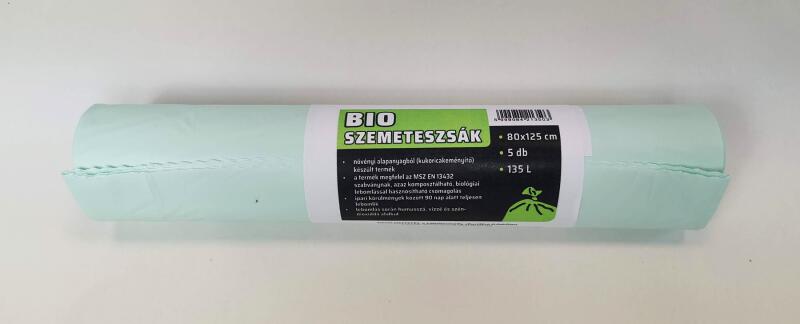 BIO
SZEMETESZSÁK
• növényi alapanyagból (kukoricakeményítő)
készült termék
• a termék megfelel az MSZ EN 13432
szabványnak, azaz komposztálható, biológiai
lebomlással hasznosítható csomagolás
• ipari körülmények között 90 nap alatt teljesen
lebomlik
• lebomlás során humusszá, vízzé és szén-
dioxiddá alakul
• 80x125 cm
• 5 db
• 135 L